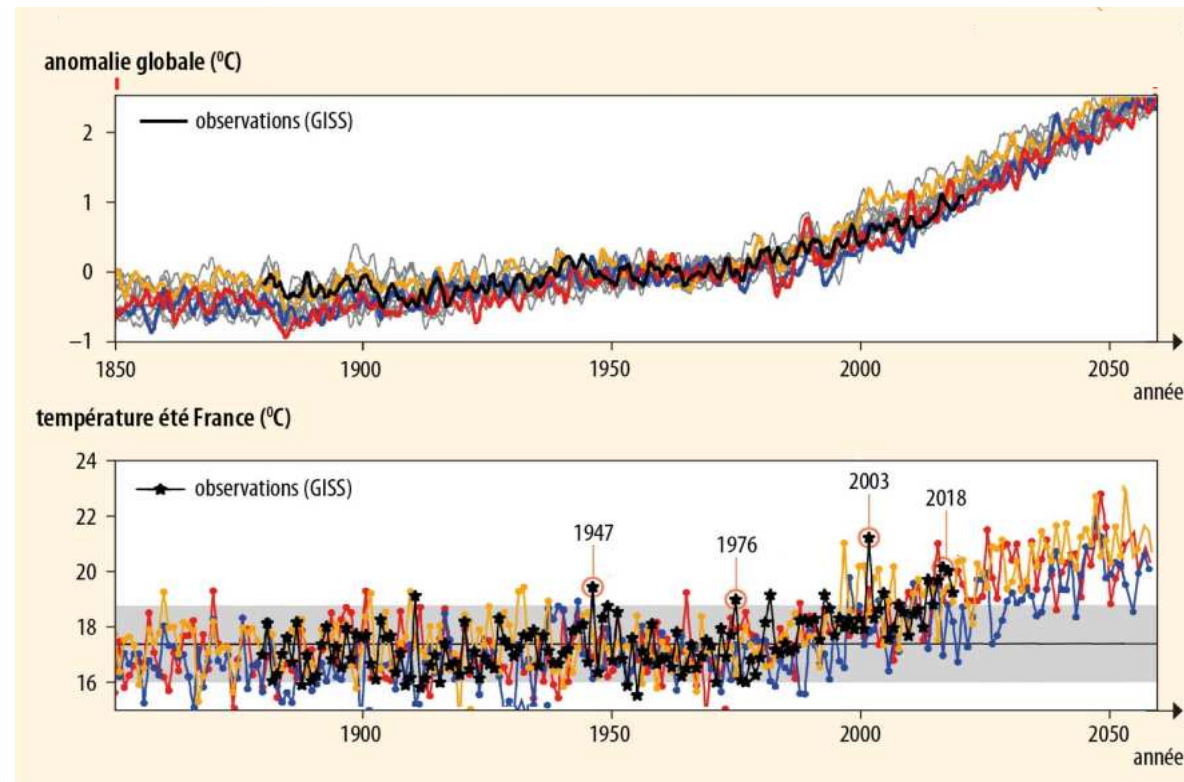 anomalie globale (⁰C)
observations (GISS)
2
1
0
−1
1850 1900 1950 2000 2050
année
température été France (⁰C)
24
observations (GISS)
2003
2018
22
1947
1976
20
18
16
1900 1950 2000 2050
année